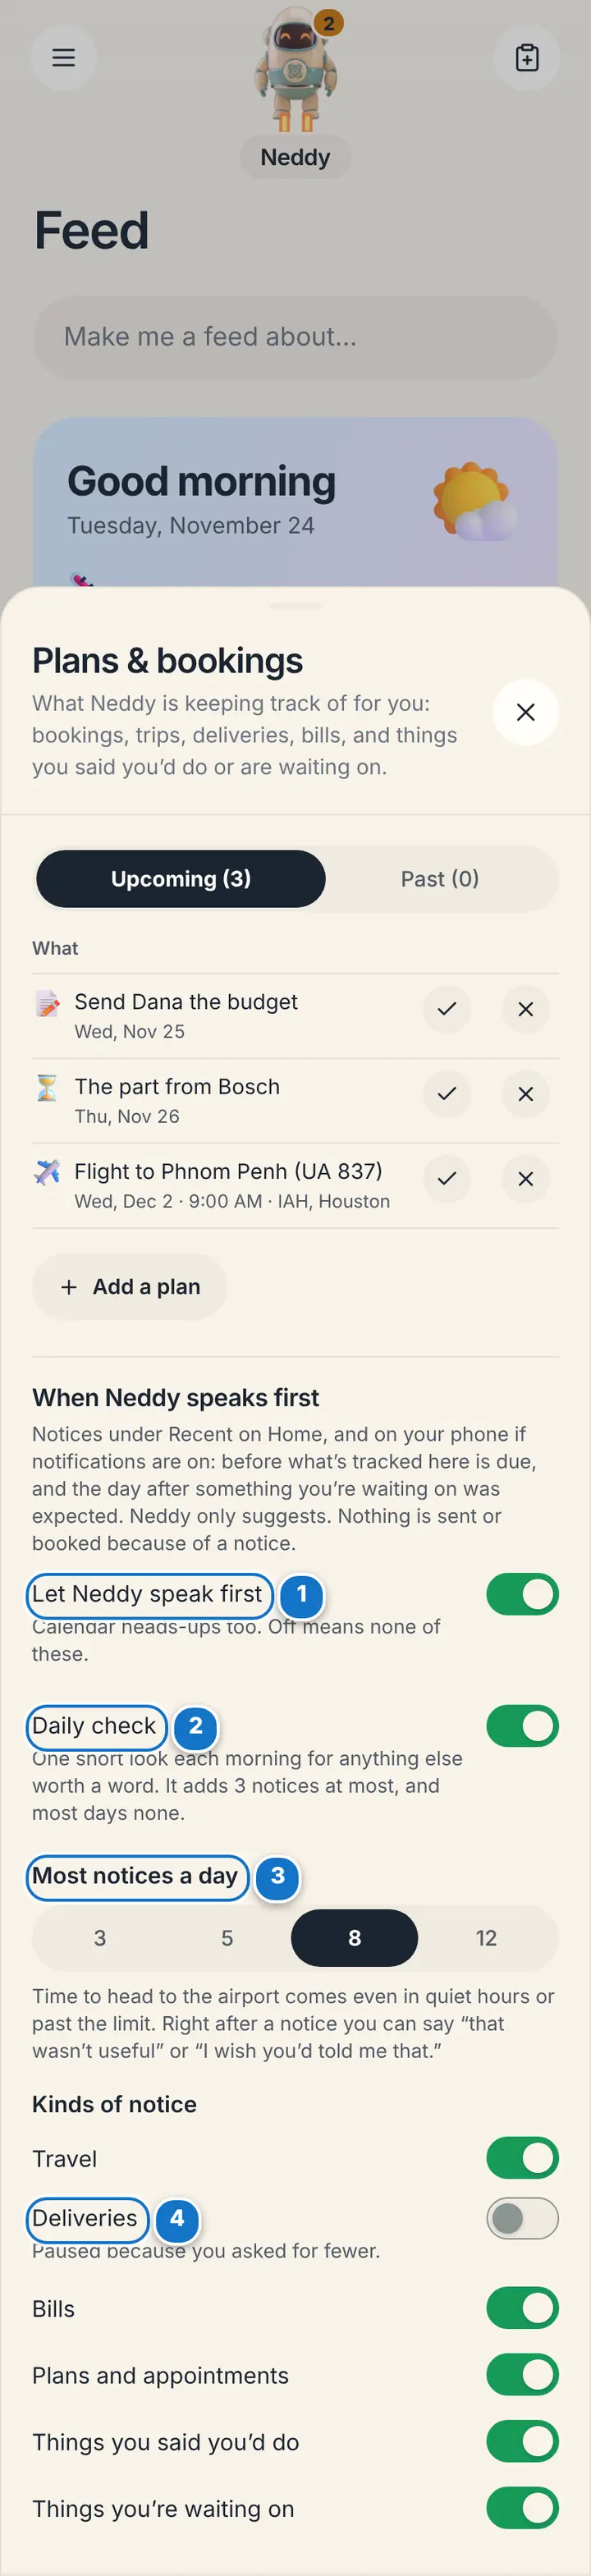 2
Neddy
Feed
Make me a feed about...
Good morning
Tuesday, November 24
Plans & bookings
What Neddy is keeping track of for you:
bookings, trips, deliveries, bills, and things
you said you’d do or are waiting on.
Upcoming (3)
Past (0)
What
Send Dana the budget
Wed, Nov 25
The part from Bosch
Thu, Nov 26
Flight to Phnom Penh (UA 837)
Wed, Dec 2 · 9:00 AM · IAH, Houston
+ Add a plan
When Neddy speaks first
Notices under Recent on Home, and on your phone if
notifications are on: before what’s tracked here is due,
and the day after something you’re waiting on was
expected. Neddy only suggests. Nothing is sent or
booked because of a notice.
Let Neddy speak first 1
Calendar heads-ups too. Off means none of
these.
Daily check 2
One short look each morning for anything else
worth a word. It adds 3 notices at most, and
most days none.
Most notices a day 3
3 5 8 12
Time to head to the airport comes even in quiet hours or
past the limit. Right after a notice you can say “that
wasn’t useful” or “I wish you’d told me that.”
Kinds of notice
Travel
Deliveries 4
Paused because you asked for fewer.
Bills
Plans and appointments
Things you said you’d do
Things you’re waiting on